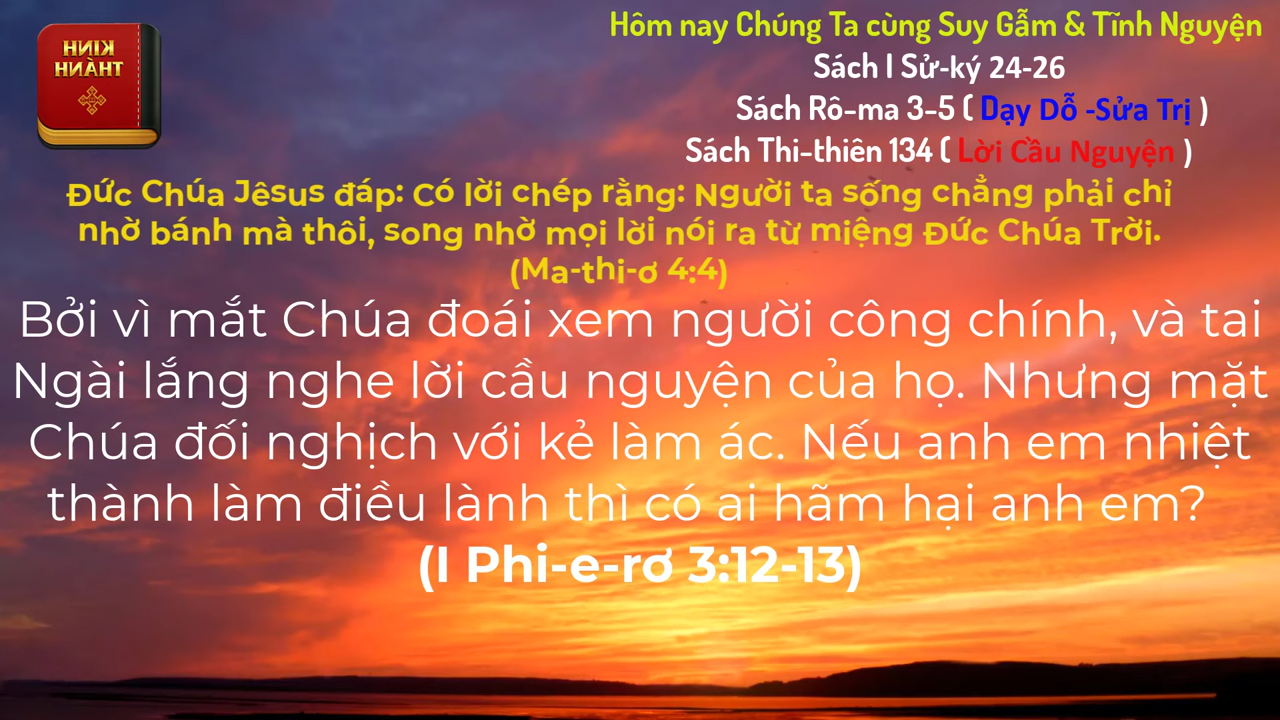 KINH
THÀNH
Hôm nay Chúng Ta cùng Suy Gẫm & Tĩnh Nguyện
Sách I Sử-ký 24-26
Sách Rô-ma 3-5 ( Dạy Dỗ -Sửa Trị )
Sách Thi-thiên 134 ( Lời Cầu Nguyện )
Đức Chúa Jêsus đáp: Có lời chép rằng: Người ta sống chẳng phải chỉ
nhờ bánh mà thôi, song nhờ mọi lời nói ra từ miệng Đức Chúa Trời.
(Ma-thi-ơ 4:4)
Bởi vì mắt Chúa đoái xem người công chính, và tai
Ngài lắng nghe lời cầu nguyện của họ. Nhưng mặt
Chúa đối nghịch với kẻ làm ác. Nếu anh em nhiệt
thành làm điều lành thì có ai hãm hại anh em?
(I Phi-e-rơ 3:12-13)